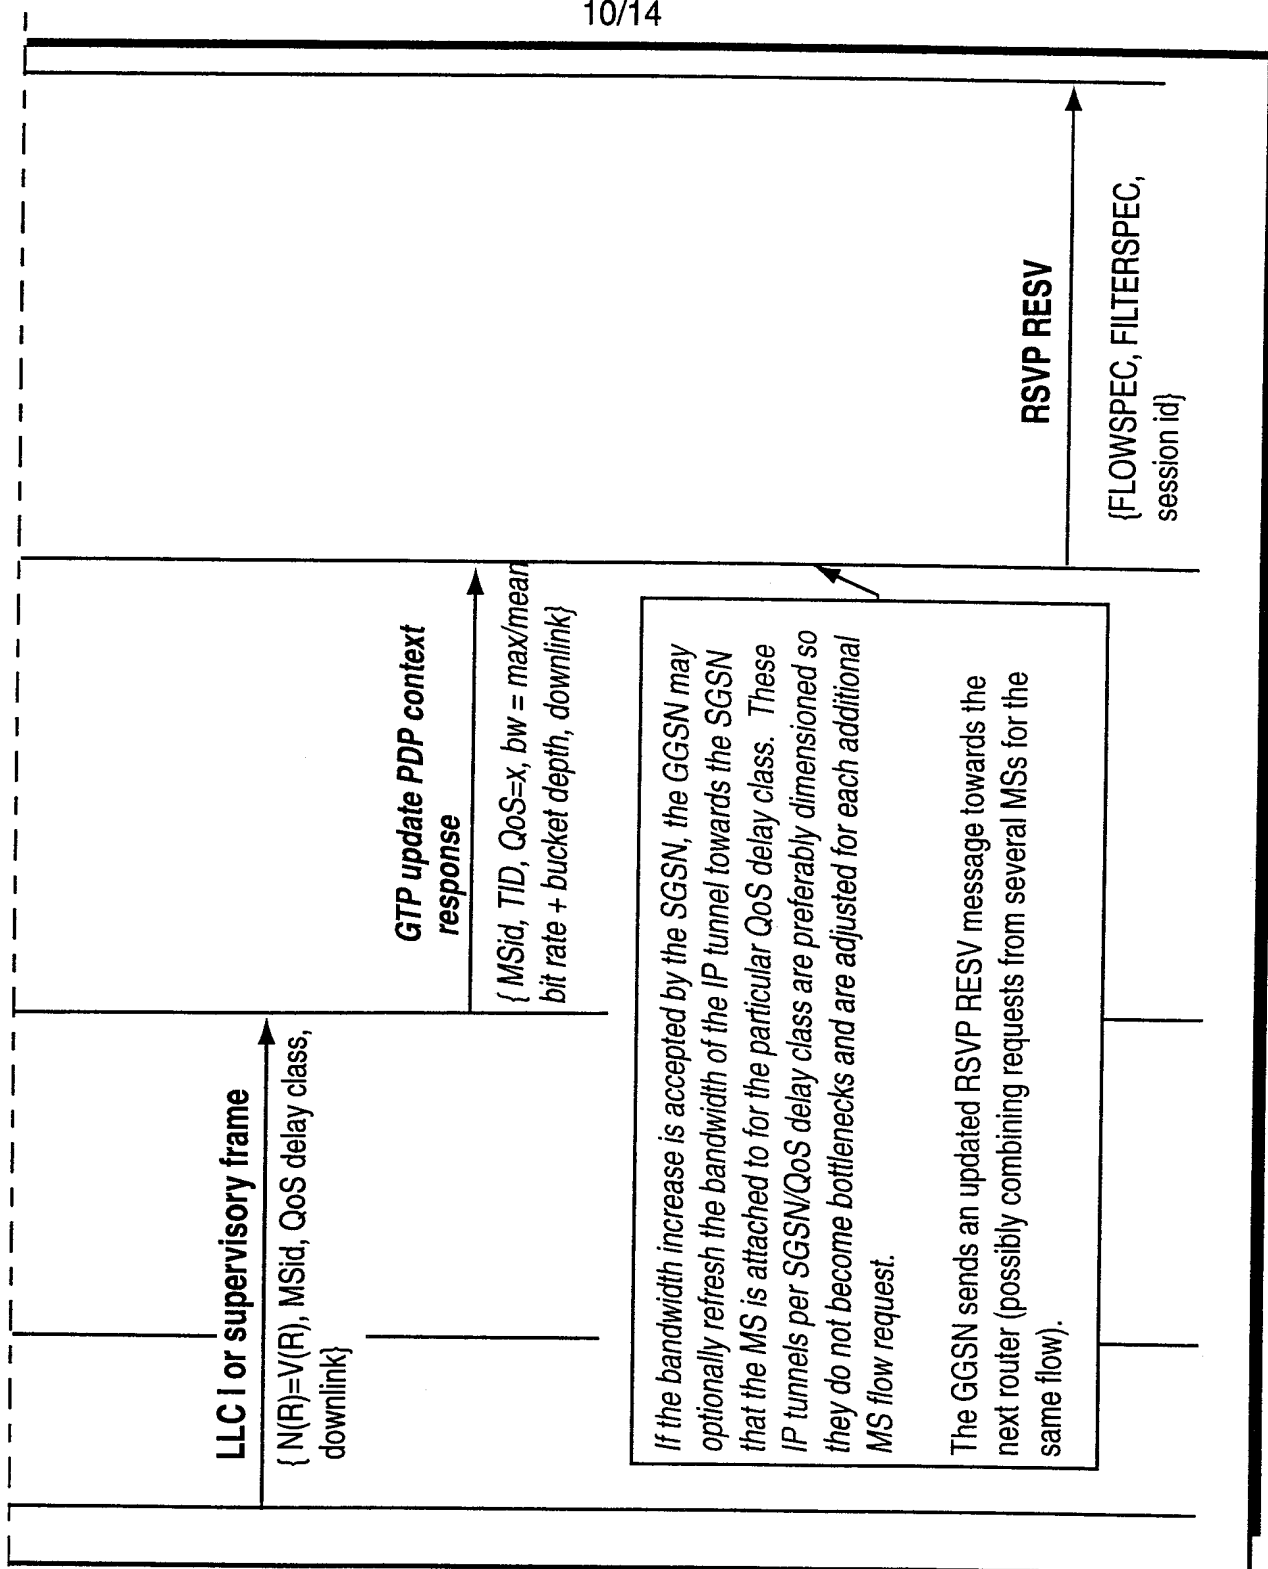 10/14
LLC I or supervisory frame
{ N(R)=V(R), MSid, QoS delay class,
downlink}
GTP update PDP context
response
{ MSid, TID, QoS=x, bw = max/mean
bit rate + bucket depth, downlink}
If the bandwidth increase is accepted by the SGSN, the GGSN may
optionally refresh the bandwidth of the IP tunnel towards the SGSN
that the MS is attached to for the particular QoS delay class. These
IP tunnels per SGSN/QoS delay class are preferably dimensioned so
they do not become bottlenecks and are adjusted for each additional
MS flow request.
The GGSN sends an updated RSVP RESV message towards the
next router (possibly combining requests from several MSs for the
same flow).
RSVP RESV
{FLOWSPEC, FILTERSPEC,
session id}